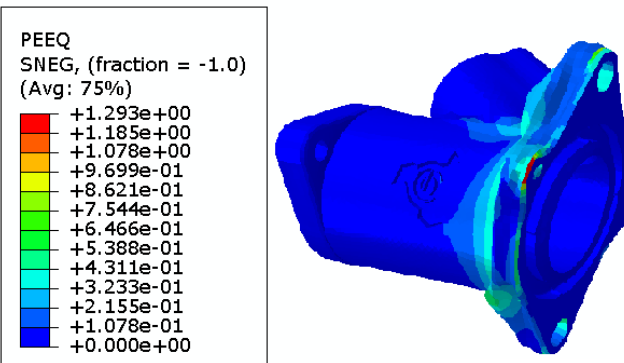 PEEQ
SNEG, (fraction = -1.0)
(Avg: 75%)
+1.293e+00
+1.185e+00
+1.078e+00
+9.699e-01
+8.621e-01
+7.544e-01
+6.466e-01
+5.388e-01
+4.311e-01
+3.233e-01
+2.155e-01
+1.078e-01
+0.000e+00